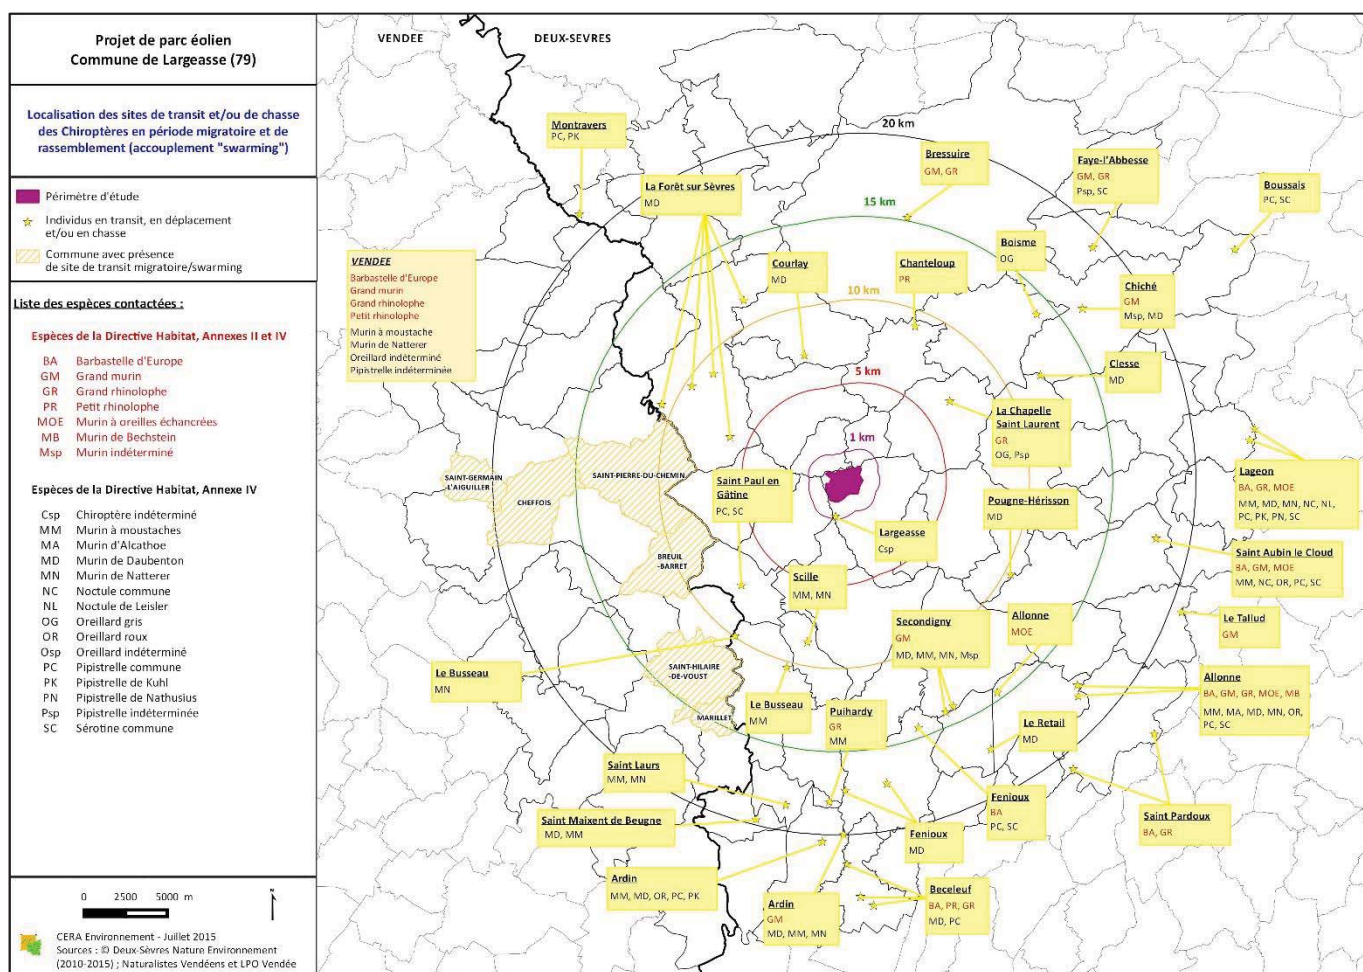 Projet de parc éolien
Commune de Largeasse (79)
Localisation des sites de transit et/ou de chasse
des Chiroptères en période migratoire et de
rassemblement (accouplement "swarming")
Périmètre d'étude
Individus en transit, en déplacement
et/ou en chasse
Commune avec présence
de site de transit migratoire/swarming
Liste des espèces contactées :
Espèces de la Directive Habitat, Annexes II et IV
BA Barbastelle d'Europe
GM Grand murin
GR Grand rhinolophe
PR Petit rhinolophe
MOE Murin à oreilles échancrées
MB Murin de Bechstein
Msp Murin indéterminé
Espèces de la Directive Habitat, Annexe IV
Csp Chiroptère indéterminé
MM Murin à moustaches
MA Murin d'Alcathoe
MD Murin de Daubenton
MN Murin de Natterer
NC Noctule commune
NL Noctule de Leisler
OG Oreillard gris
OR Oreillard roux
Osp Oreillard indéterminé
PC Pipistrelle commune
PK Pipistrelle de Kuhl
PN Pipistrelle de Nathusius
Psp Pipistrelle indéterminée
SC Sérotine commune
0 2500 5000 m
N
CERA Environnement - Juillet 2015
Sources : © Deux-Sèvres Nature Environnement
(2010-2015) ; Naturalistes Vendéens et LPO Vendée
VENDEE
DEUX-SEVRES
20 km
15 km
10 km
5 km
1 km
Montravers
PC, PK
La Forêt sur Sèvres
MD
Bressuire
GM, GR
Faye-l'Abbesse
GM, GR
Psp, SC
Boussais
PC, SC
VENDEE
Barbastelle d'Europe
Grand murin
Grand rhinolophe
Petit rhinolophe
Murin à moustache
Murin de Natterer
Oreillard indéterminé
Pipistrelle indéterminée
Courlay
MD
Chanteloup
PR
Boisme
OG
Chiché
GM
Msp, MD
Clesse
MD
La Chapelle
Saint Laurent
GR
OG, Psp
Lageon
BA, GR, MOE
MM, MD, MN, NC, NL,
PC, PK, PN, SC
SAINT-GERMAIN
L'AIGUILLER
CHEFFOIS
SAINT-PIERRE-DU-CHEMIN
BREUIL
-BARRET
Saint Paul en
Gâtine
PC, SC
Largeasse
Csp
Pougne-Hérisson
MD
Saint Aubin le Cloud
BA, GM, MOE
MM, NC, OR, PC, SC
Scille
MM, MN
Secondigny
GM
MD, MM, MN, Msp
Allonne
MOE
Le Tallud
GM
SAINT-HILAIRE
-DE-VOUST
MARILLET
Le Busseau
MN
Le Busseau
MM
Puihardy
GR
MM
Le Retail
MD
Allonne
BA, GM, GR, MOE, MB
MM, MA, MD, MN, OR,
PC, SC
Saint Laurs
MM, MN
Saint Maixent de Beugne
MD, MM
Fenioux
MD
Fenioux
BA
PC, SC
Saint Pardoux
BA, GR
Ardin
MM, MD, OR, PC, PK
Ardin
GM
MD, MM, MN
Beceleuf
BA, PR, GR
MD, PC